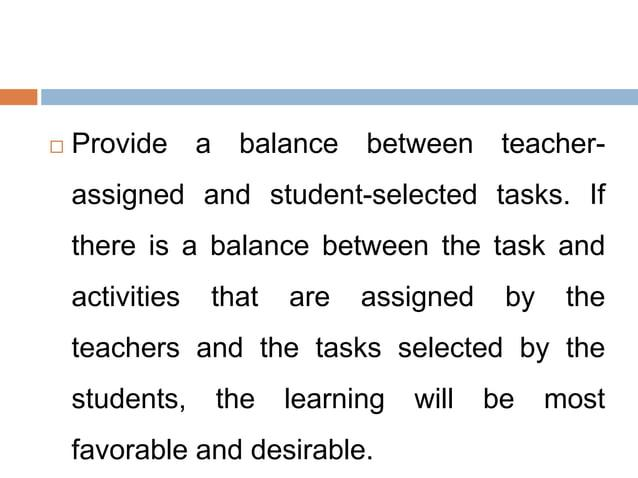 Provide a balance between teacher-
assigned and student-selected tasks. If
there is a balance between the task and
activities that are assigned by the
teachers and the tasks selected by the
students, the learning will be most
favorable and desirable.